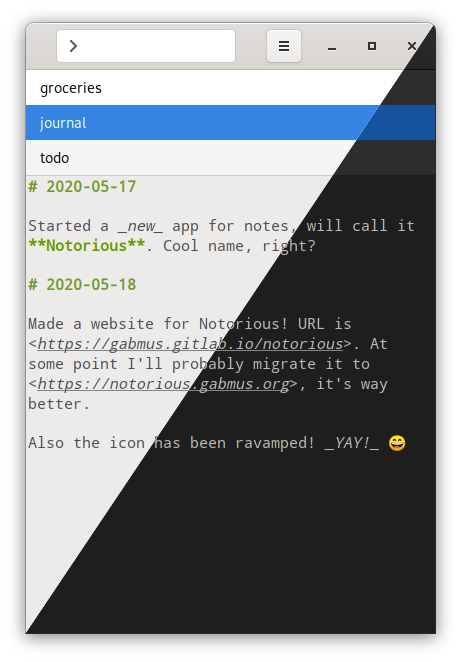 groceries
journal
todo
# 2020-05-17
Started a _new_ app for notes, will call it
**Notorious**. Cool name, right?
# 2020-05-18
Made a website for Notorious! URL is
<https://gabmus.gitlab.io/notorious>. At
some point I'll probably migrate it to
<https://notorious.gabmus.org>, it's way
better.
Also the icon has been ravamped! _YAY!_ 😄